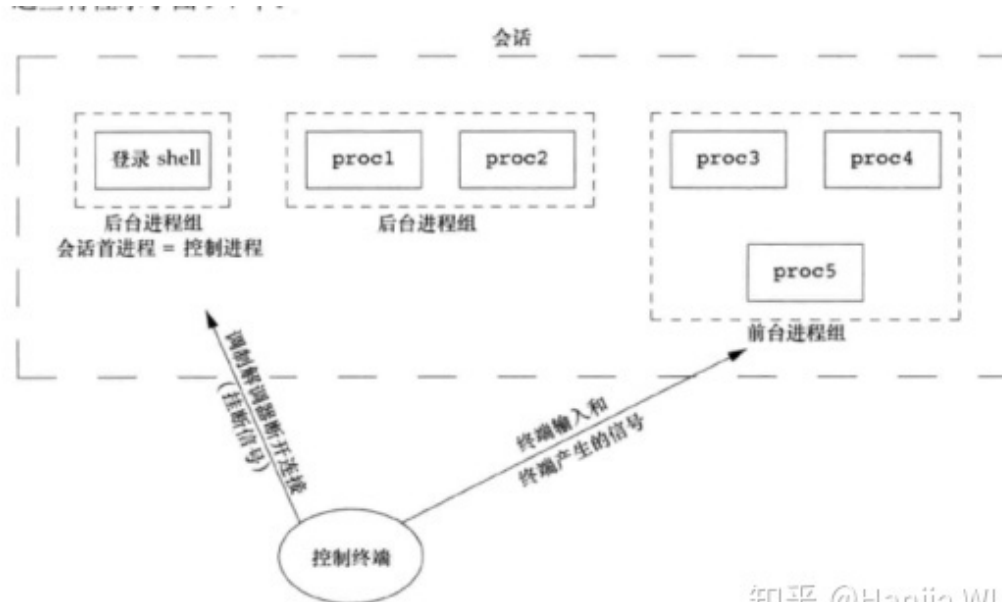 会话
登录 shell
proc1
proc2
proc3
proc4
后台进程组
会话首进程 = 控制进程
后台进程组
proc5
前台进程组
调制解调器断开连接
(挂断信号)
终端输入和
终端产生的信号
控制终端
知乎 @Hanjia